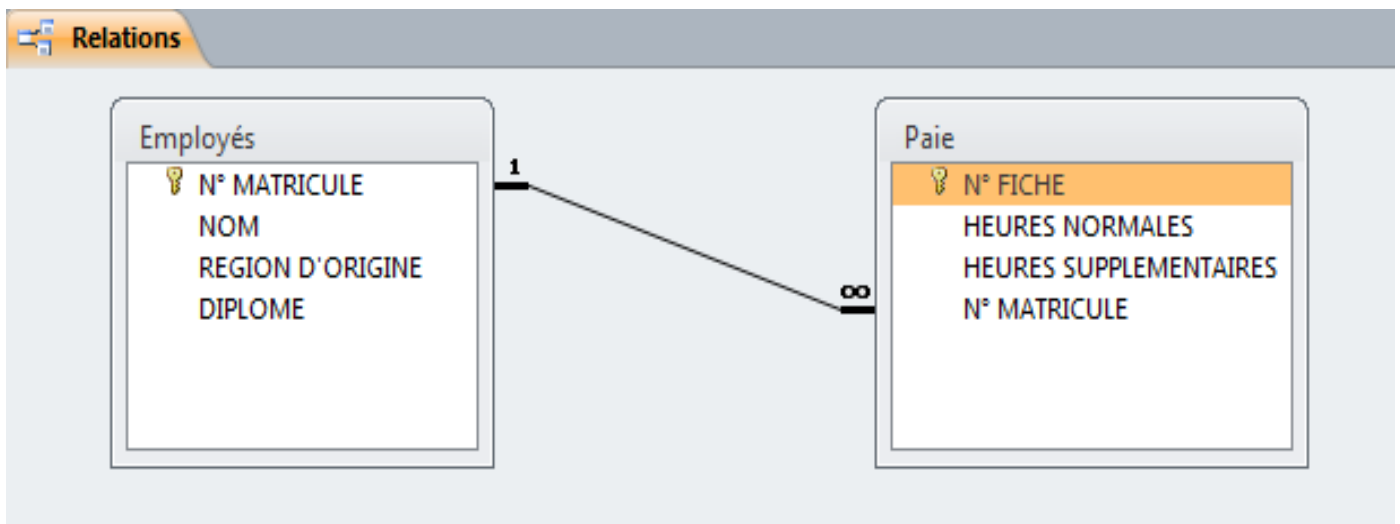 Relations
Employés
N° MATRICULE
NOM
REGION D'ORIGINE
DIPLOME
1
∞
Paie
N° FICHE
HEURES NORMALES
HEURES SUPPLEMENTAIRES
N° MATRICULE